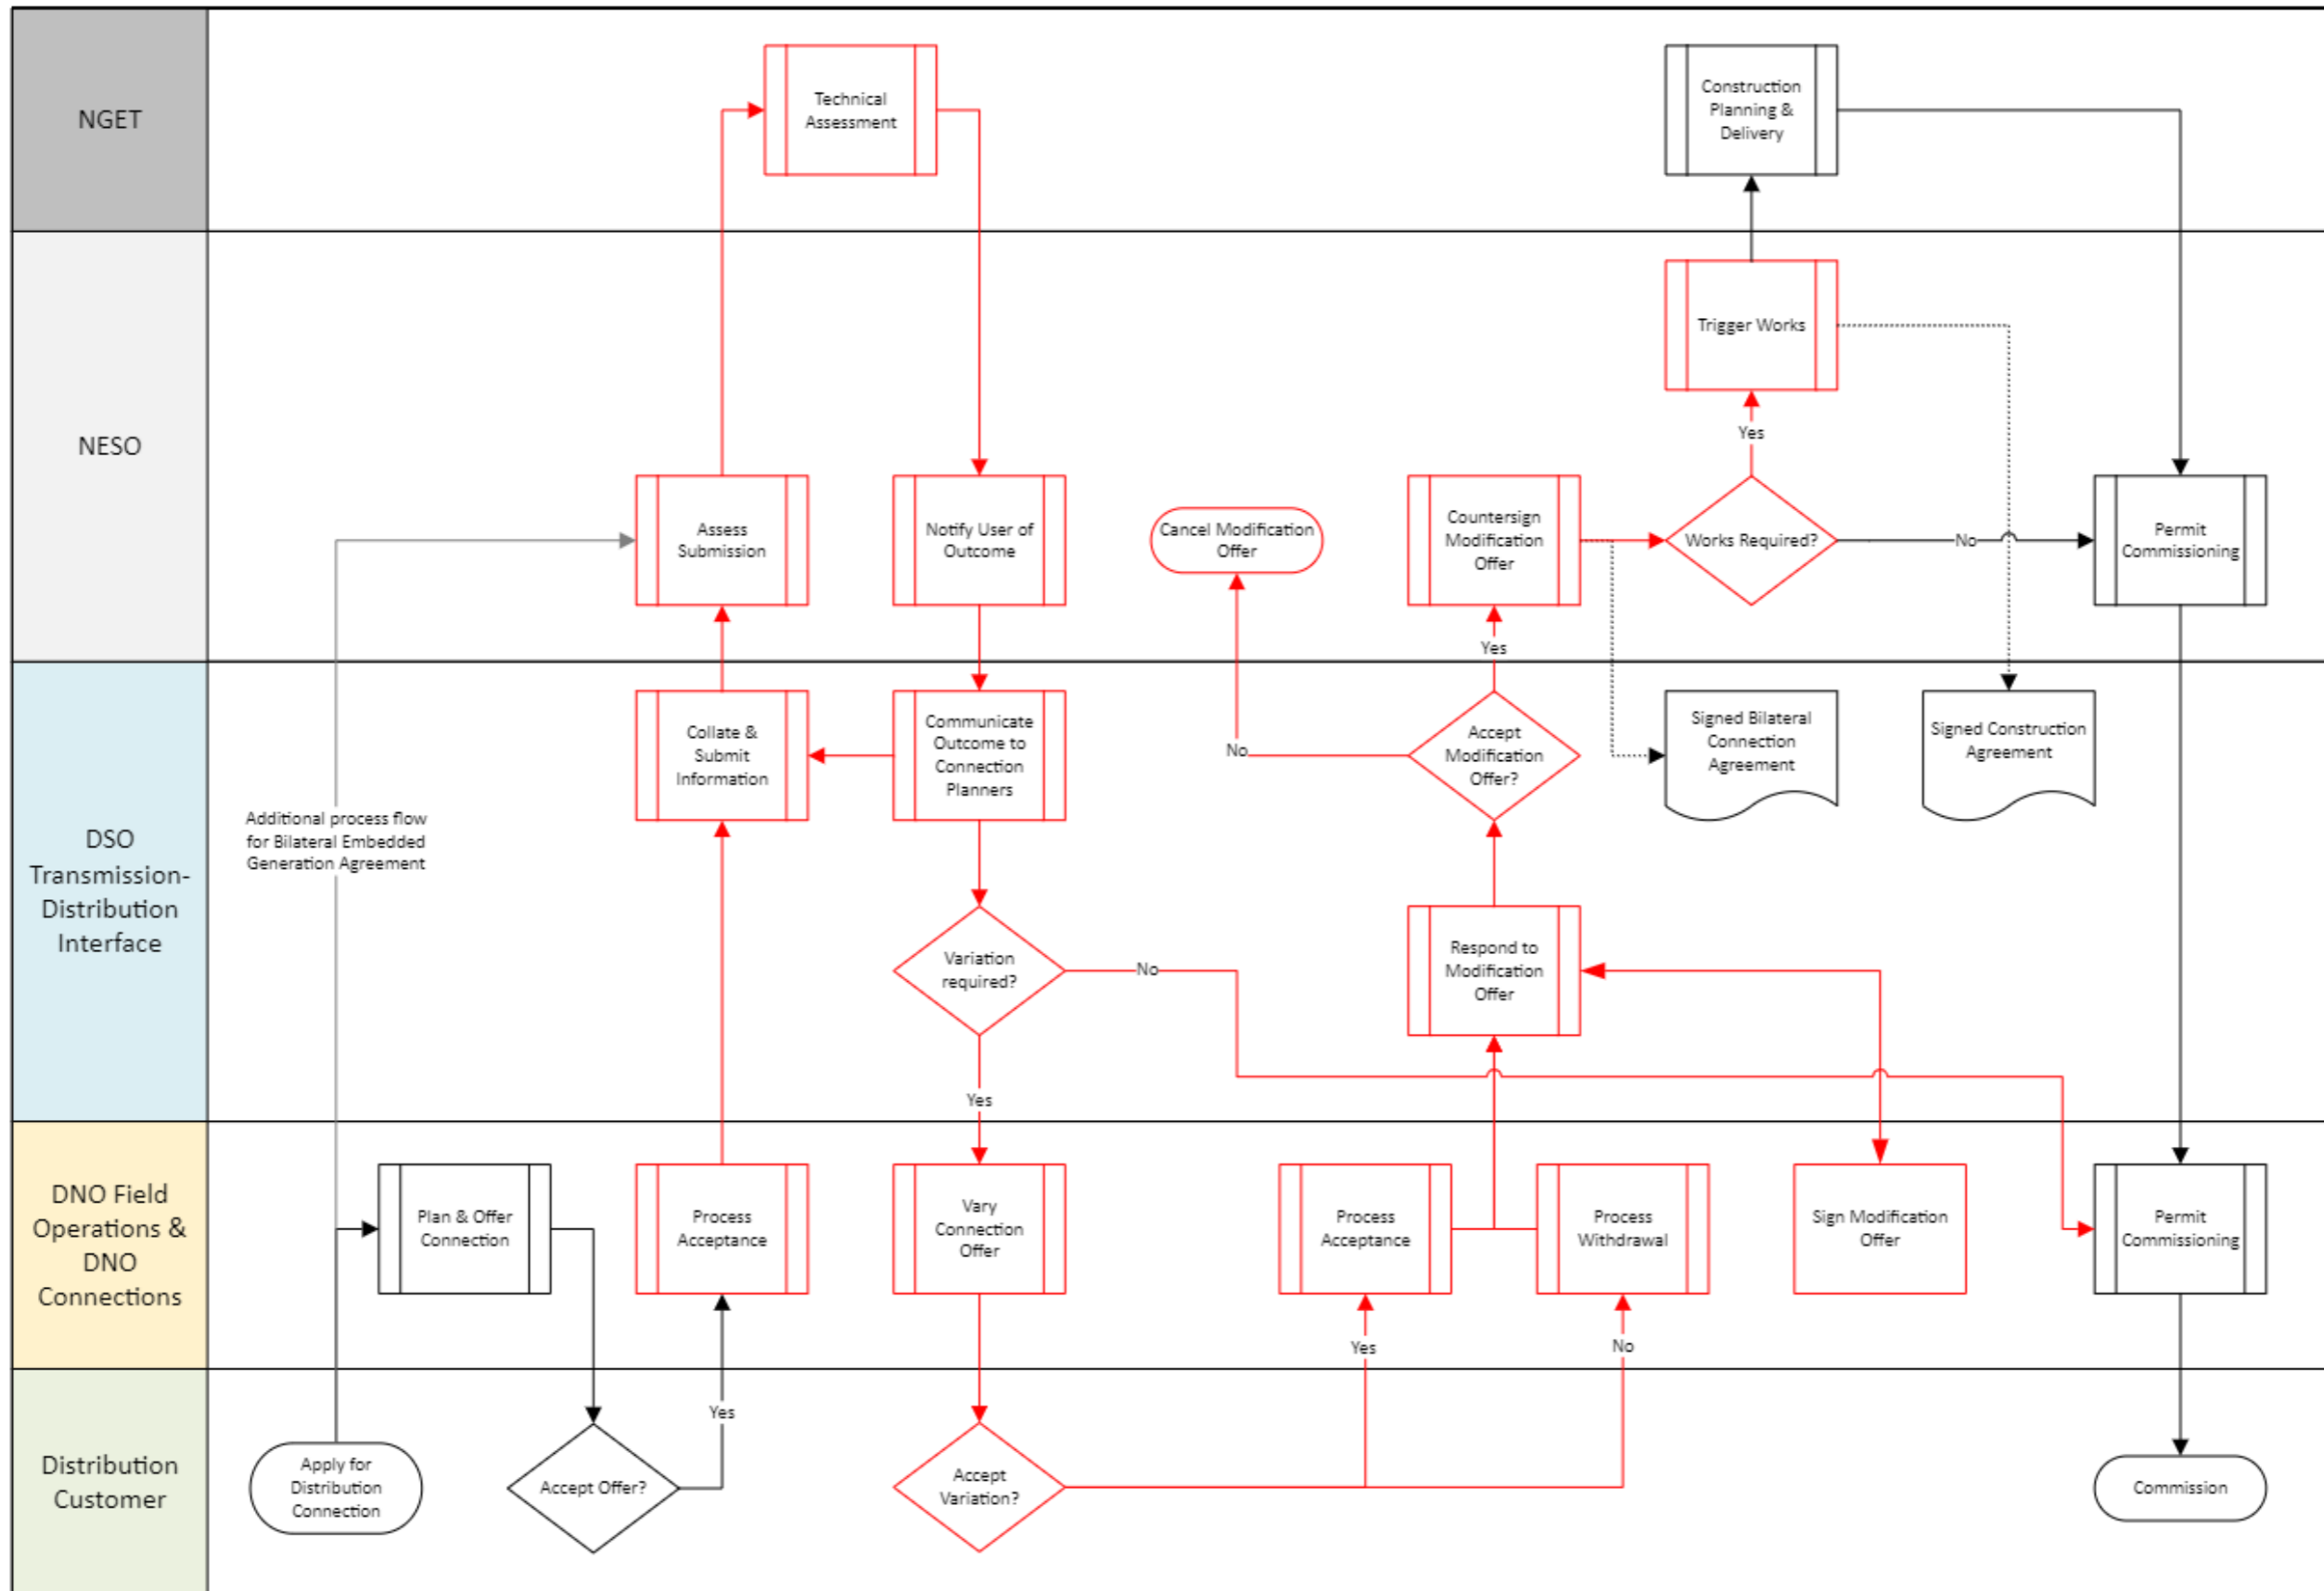 NGET
Technical
Assessment
Construction
Planning &
Delivery
NESO
Trigger Works
Yes
Assess
Submission
Notify User of
Outcome
Cancel Modification
Offer
Countersign
Modification
Offer
Works Required?
No
Permit
Commissioning
Yes
DSO
Transmission-
Distribution
Interface
Additional process flow
for Bilateral Embedded
Generation Agreement
Collate &
Submit
Information
Communicate
Outcome to
Connection
Planners
No
Accept
Modification
Offer?
Signed Bilateral
Connection
Agreement
Signed Construction
Agreement
Variation
required?
No
Respond to
Modification
Offer
Yes
DNO Field
Operations &
DNO
Connections
Plan & Offer
Connection
Process
Acceptance
Vary
Connection
Offer
Process
Acceptance
Process
Withdrawal
Sign Modification
Offer
Permit
Commissioning
Yes
No
Distribution
Customer
Yes
Apply for
Distribution
Connection
Accept Offer?
Accept
Variation?
Commission